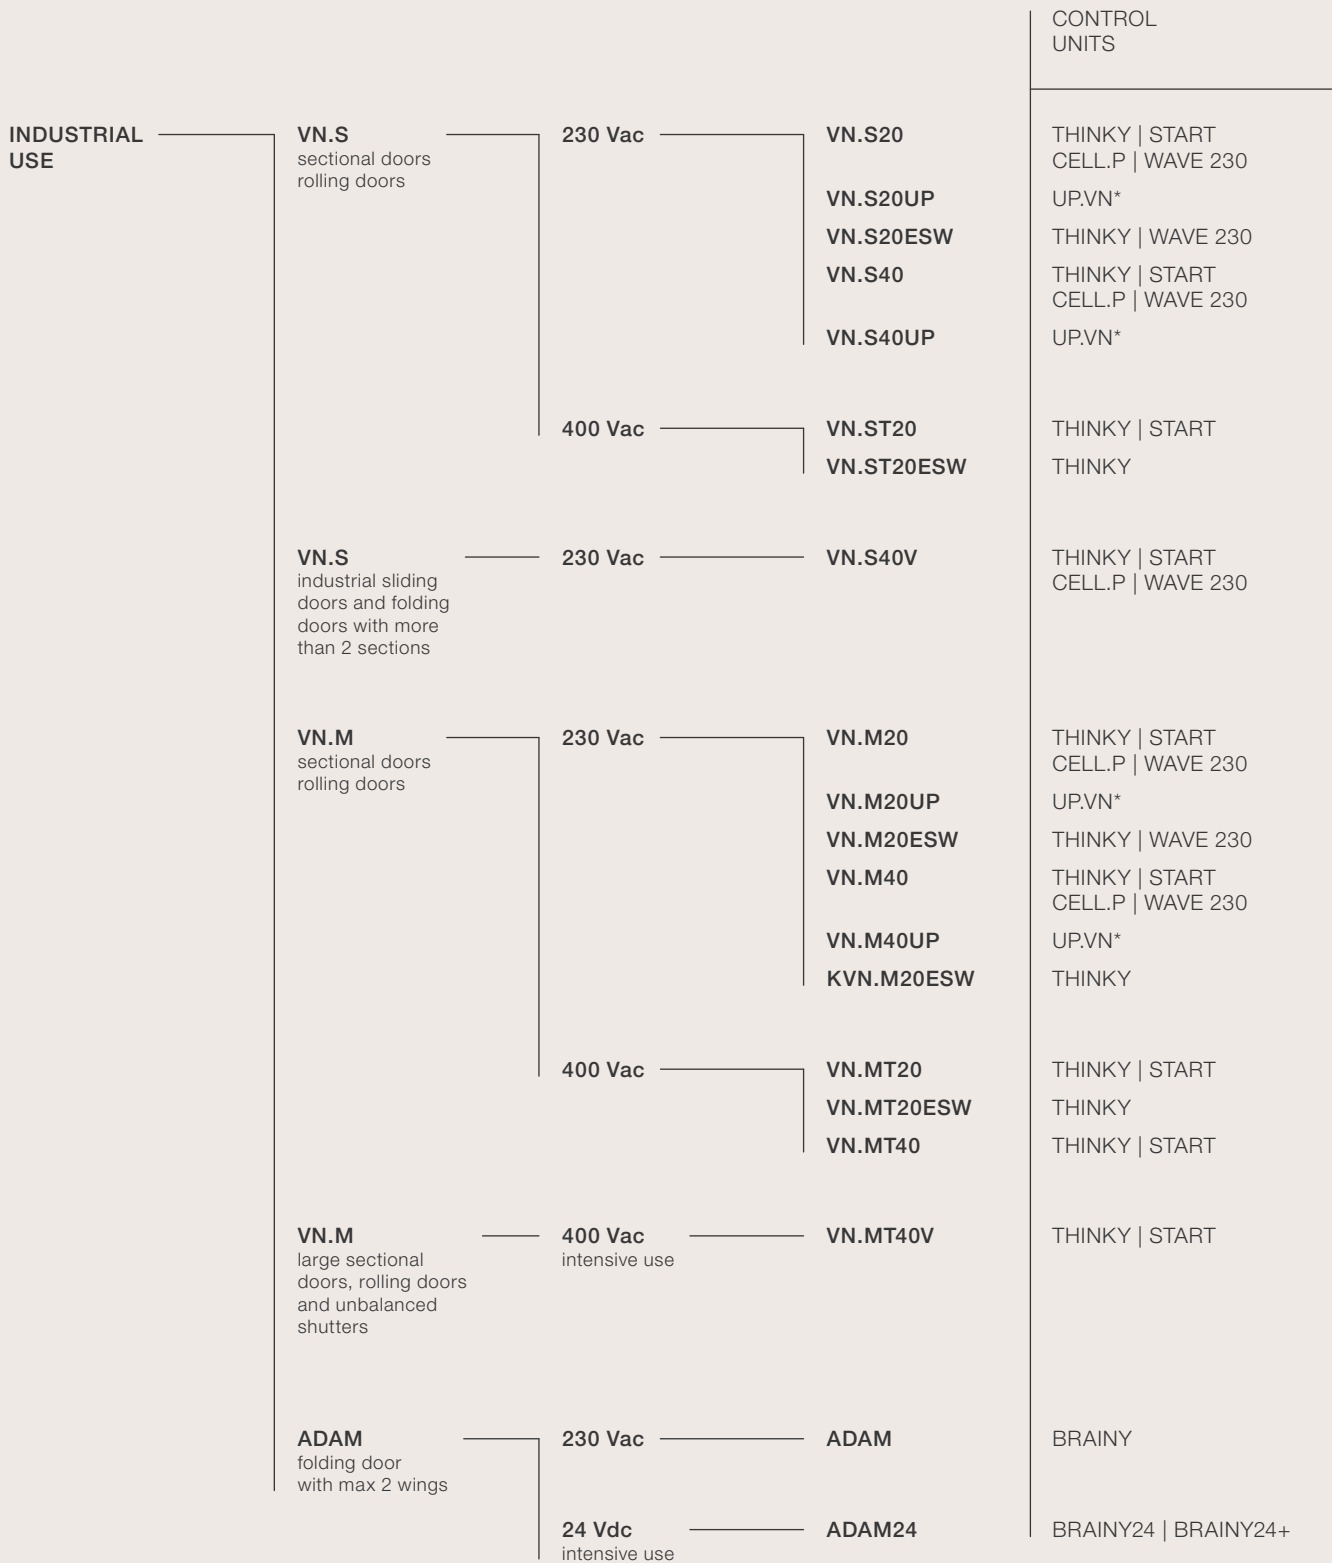 CONTROL
UNITS
INDUSTRIAL
USE
VN.S
sectional doors
rolling doors
230 Vac
VN.S20
THINKY | START
CELL.P | WAVE 230
VN.S20UP
UP.VN*
VN.S20ESW
THINKY | WAVE 230
VN.S40
THINKY | START
CELL.P | WAVE 230
VN.S40UP
UP.VN*
400 Vac
VN.ST20
THINKY | START
VN.ST20ESW
THINKY
VN.S
industrial sliding
doors and folding
doors with more
than 2 sections
230 Vac
VN.S40V
THINKY | START
CELL.P | WAVE 230
VN.M
sectional doors
rolling doors
230 Vac
VN.M20
THINKY | START
CELL.P | WAVE 230
VN.M20UP
UP.VN*
VN.M20ESW
THINKY | WAVE 230
VN.M40
THINKY | START
CELL.P | WAVE 230
VN.M40UP
UP.VN*
KVN.M20ESW
THINKY
400 Vac
VN.MT20
THINKY | START
VN.MT20ESW
THINKY
VN.MT40
THINKY | START
VN.M
large sectional
doors, rolling doors
and unbalanced
shutters
400 Vac
intensive use
VN.MT40V
THINKY | START
ADAM
folding door
with max 2 wings
230 Vac
ADAM
BRAINY
24 Vdc
intensive use
ADAM24
BRAINY24 | BRAINY24+